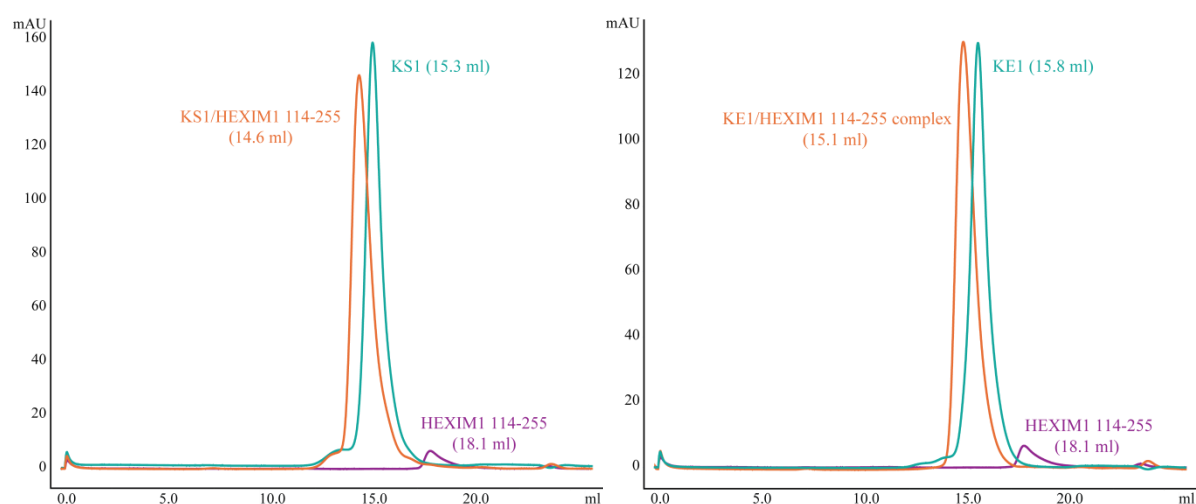 mAU
160
140
120
100
80
60
40
20
0
0.0 5.0 10.0 15.0 20.0 ml
KS1 (15.3 ml)
KS1/HEXIM1 114-255
(14.6 ml)
HEXIM1 114-255
(18.1 ml)
mAU
120
100
80
60
40
20
0
0.0 5.0 10.0 15.0 20.0 ml
KE1 (15.8 ml)
KE1/HEXIM1 114-255 complex
(15.1 ml)
HEXIM1 114-255
(18.1 ml)